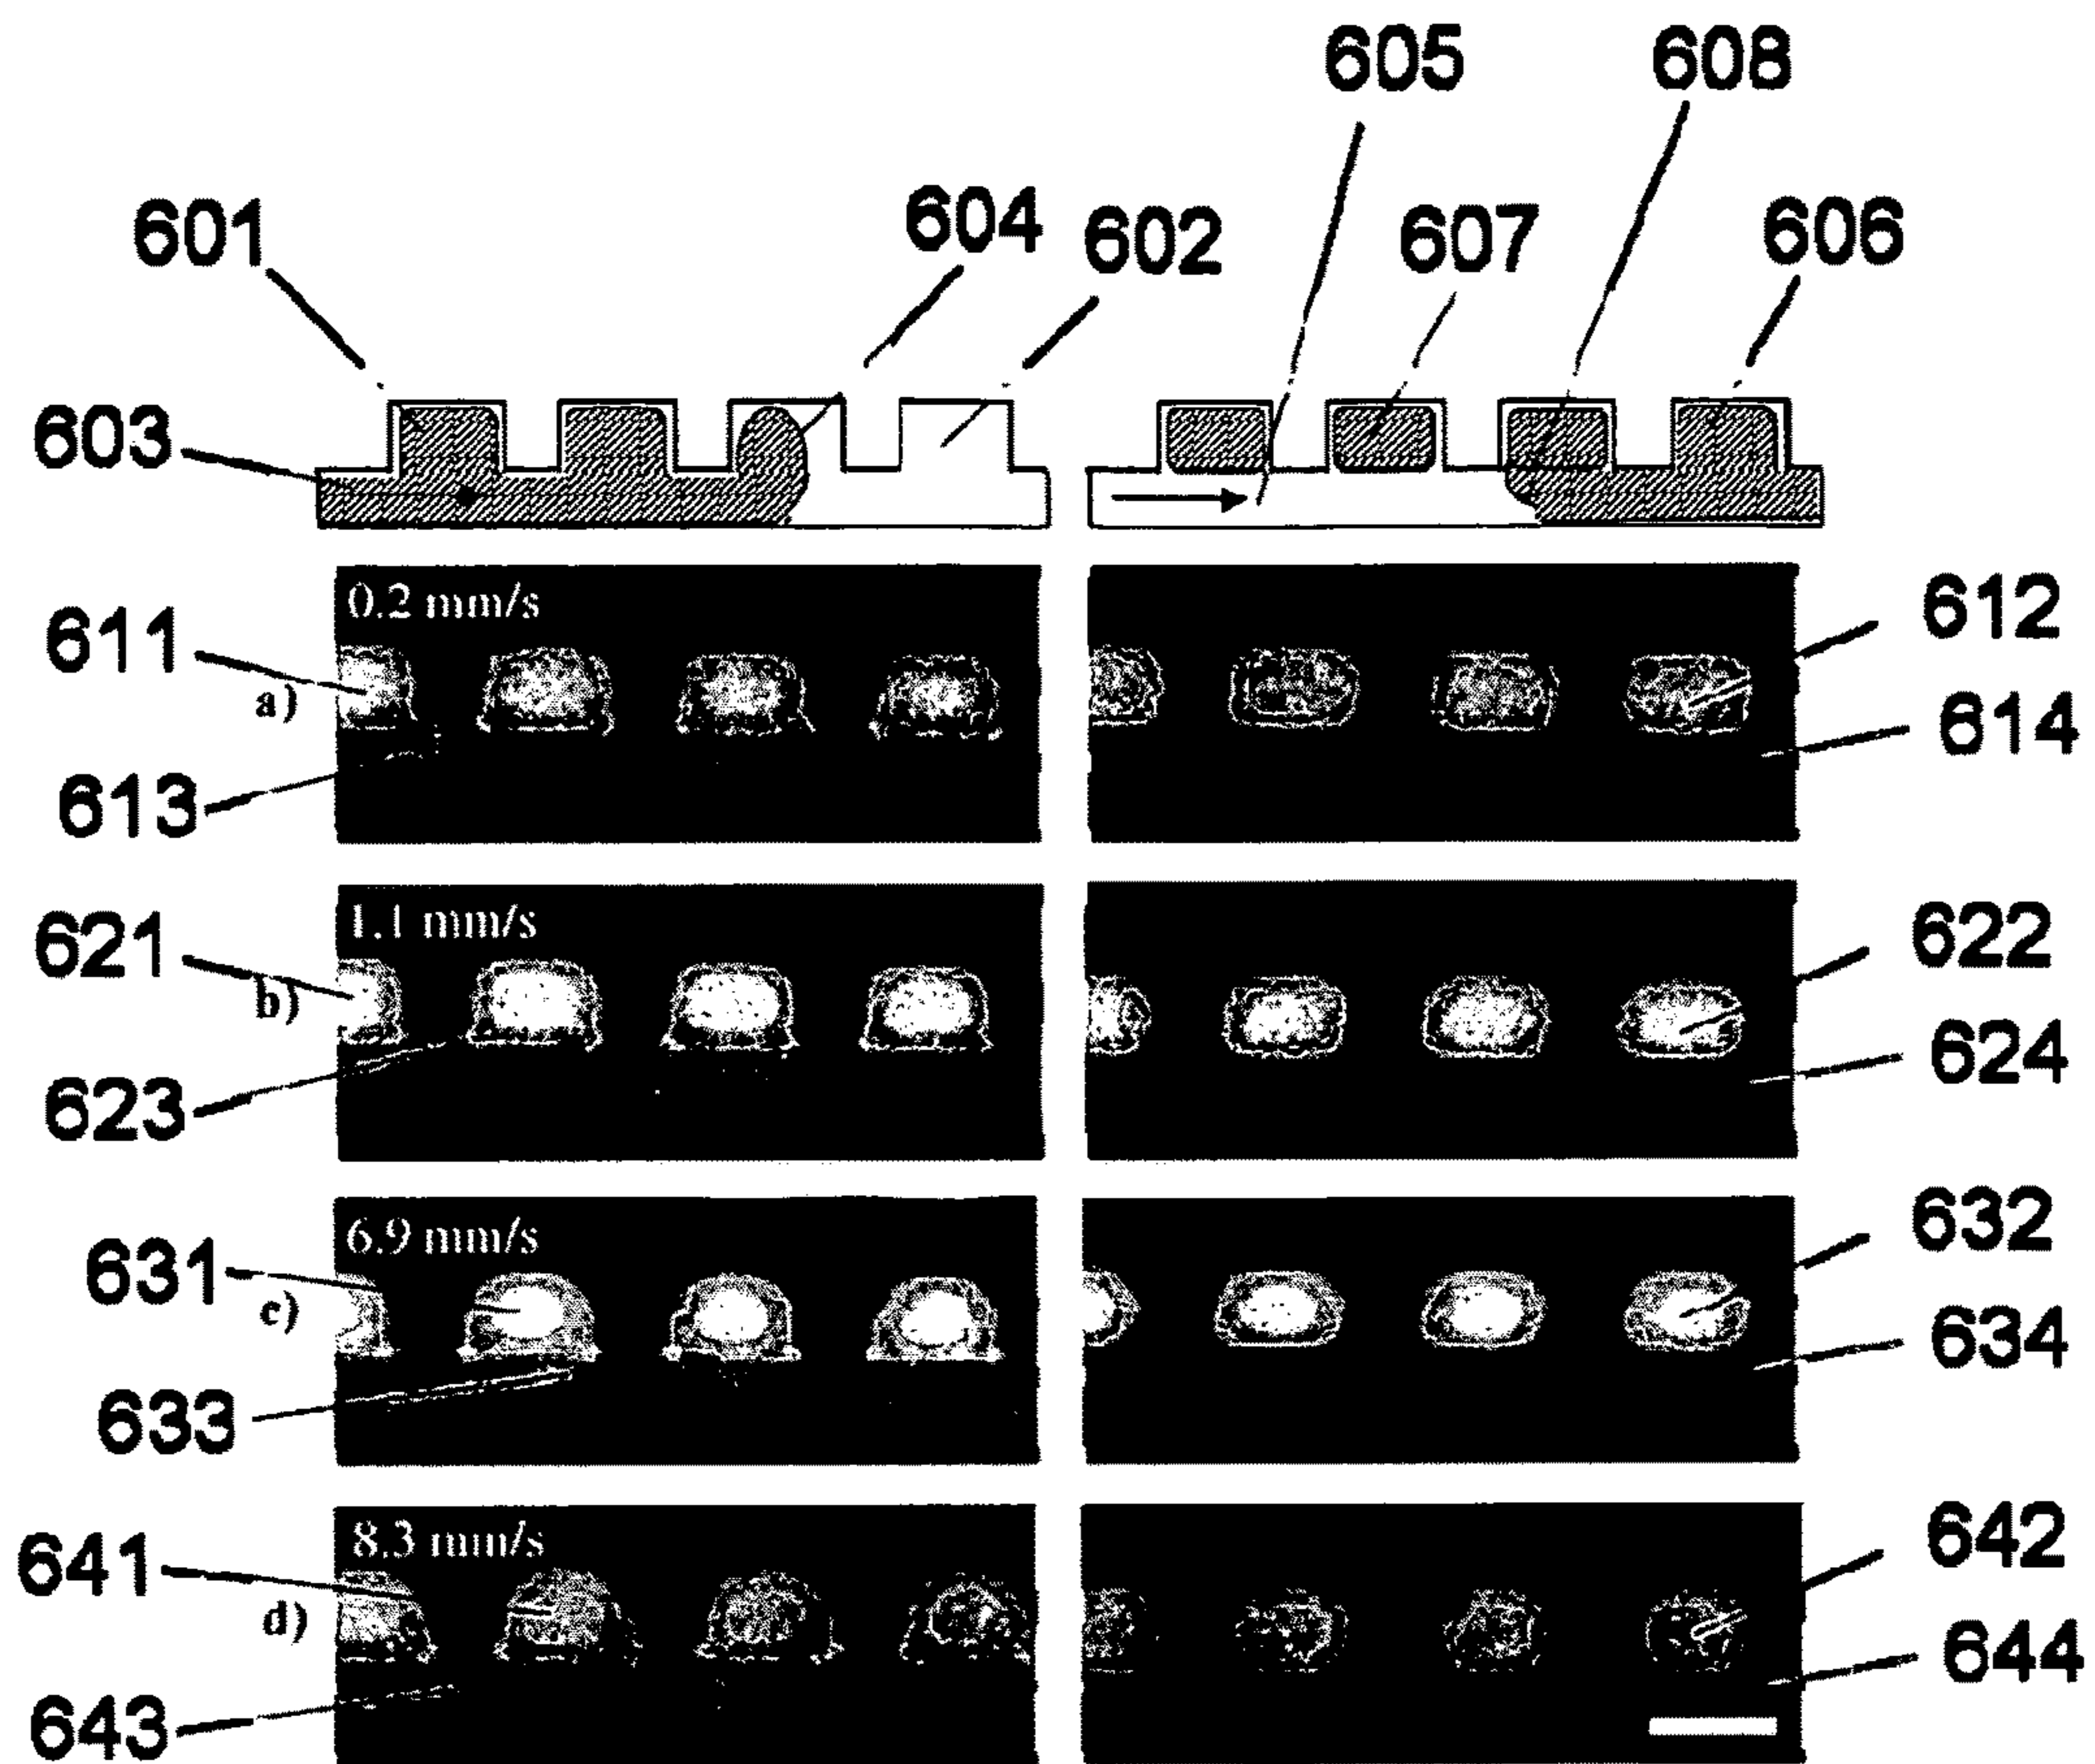 605 608
601 604 602 607 606
603
0.2 mm/s
611 612
a)
613 614
1.1 mm/s
621 622
b)
623 624
6.9 mm/s
631 632
c)
633 634
8.3 mm/s
641 642
d)
643 644